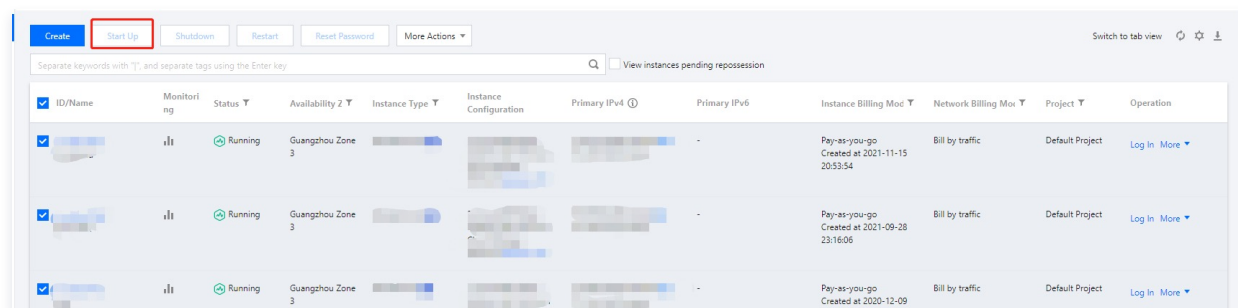 Create Start Up Shutdown Restart Reset Password More Actions Switch to tab view
Separate keywords with "|", and separate tags using the Enter key View instances pending repossession
ID/Name Monitori Status Availability Z Instance Type Instance Primary IPv4 Primary IPv6 Instance Billing Mod Network Billing Mod Project Operation
ng Configuration
Running Guangzhou Zone - Pay-as-you-go Bill by traffic Default Project Log In More
3 Created at 2021-11-15
20:53:54
Running Guangzhou Zone - Pay-as-you-go Bill by traffic Default Project Log In More
3 Created at 2021-09-28
23:16:06
Running Guangzhou Zone - Pay-as-you-go Bill by traffic Default Project Log In More
3 Created at 2020-12-09